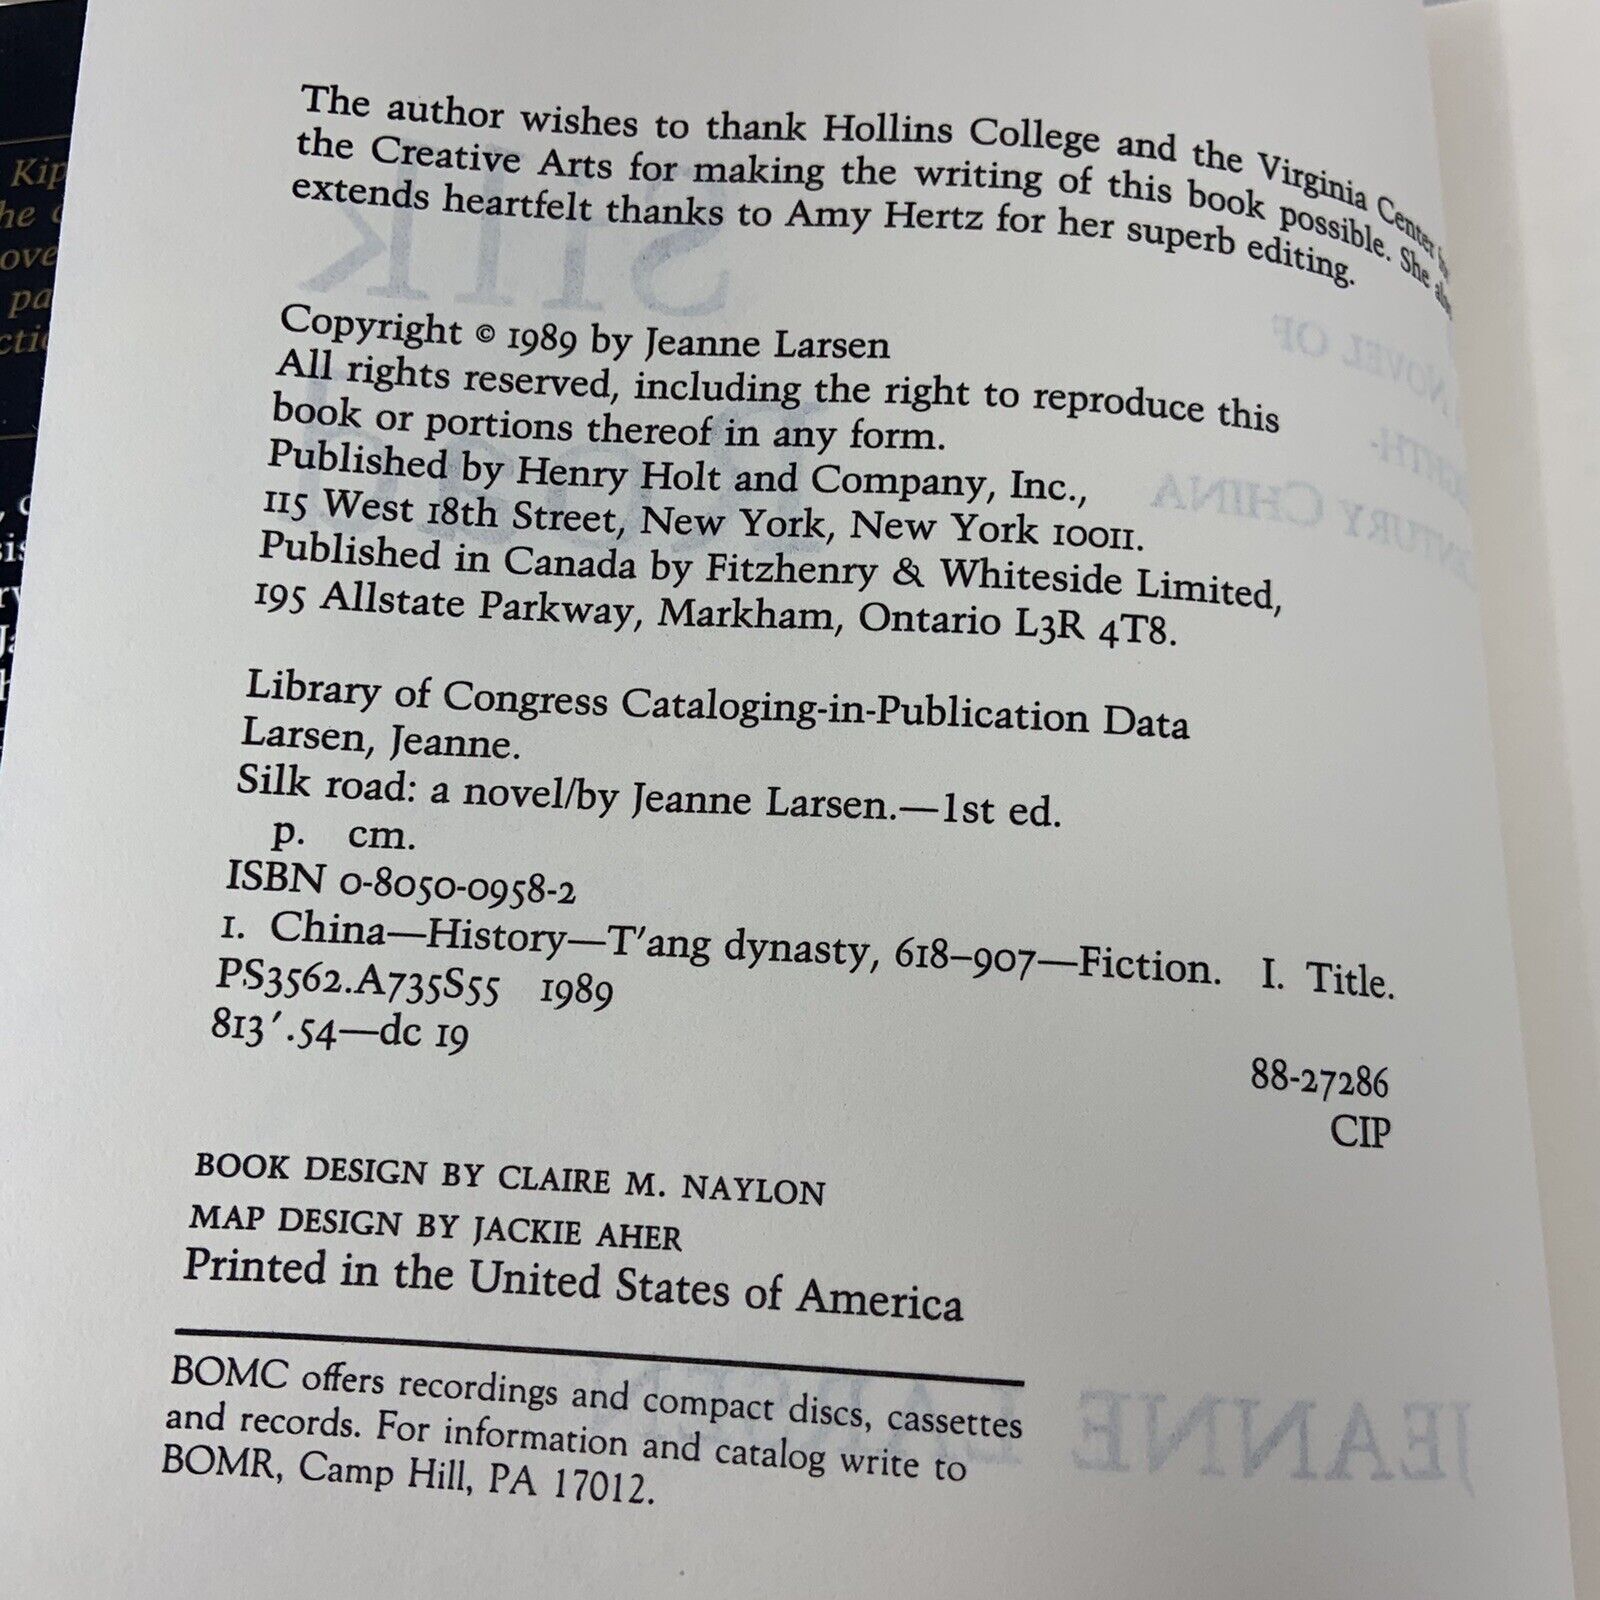 The author wishes to thank Hollins College and the Virginia Center for
the Creative Arts for making the writing of this book possible. She also
extends heartfelt thanks to Amy Hertz for her superb editing.
Copyright © 1989 by Jeanne Larsen
All rights reserved, including the right to reproduce this
book or portions thereof in any form.
Published by Henry Holt and Company, Inc.,
115 West 18th Street, New York, New York 10011.
Published in Canada by Fitzhenry & Whiteside Limited,
195 Allstate Parkway, Markham, Ontario L3R 4T8.
Library of Congress Cataloging-in-Publication Data
Larsen, Jeanne.
Silk road: a novel/by Jeanne Larsen.—1st ed.
p. cm.
ISBN 0-8050-0958-2
1. China—History—T'ang dynasty, 618–907—Fiction. I. Title.
PS3562.A735S55 1989
813′.54—dc 19
88-27286
CIP
BOOK DESIGN BY CLAIRE M. NAYLON
MAP DESIGN BY JACKIE AHER
Printed in the United States of America
BOMC offers recordings and compact discs, cassettes
and records. For information and catalog write to
BOMR, Camp Hill, PA 17012.